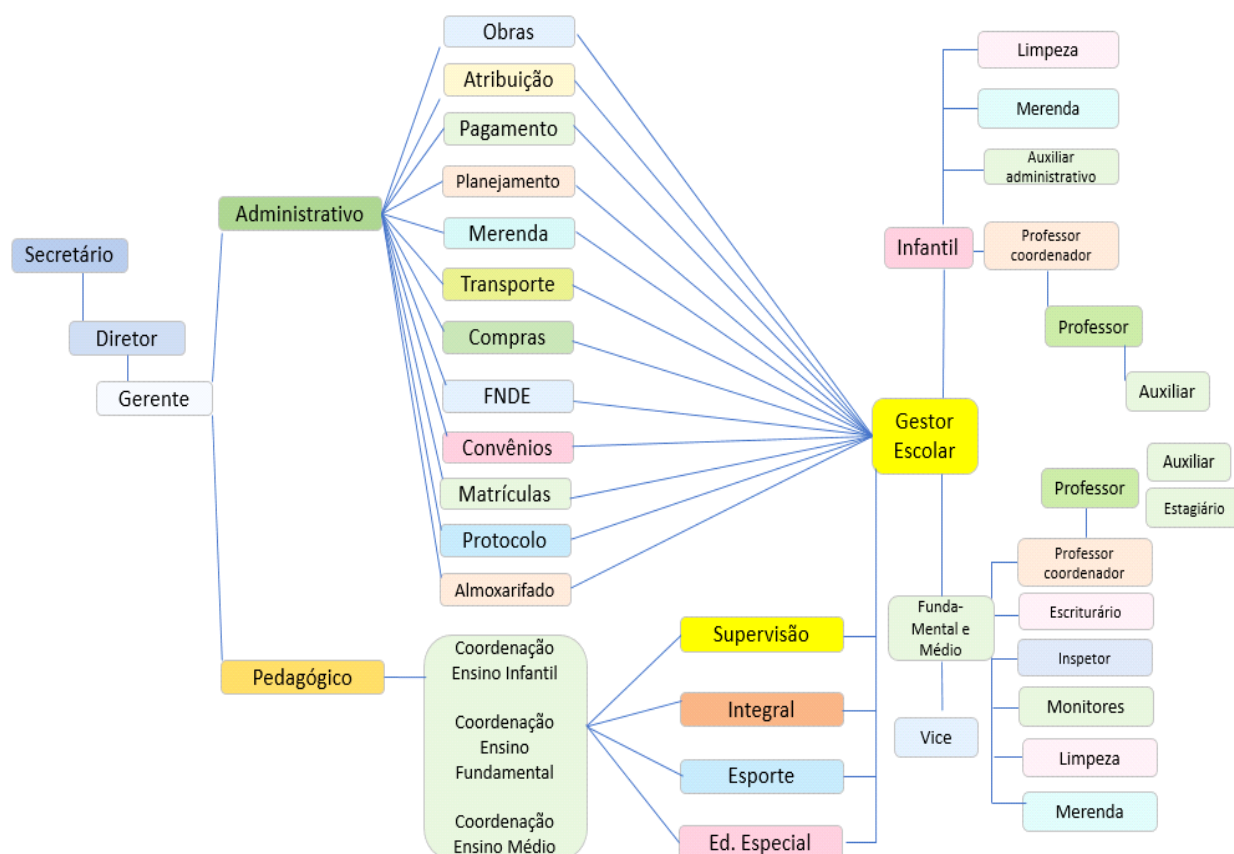 Secretário
Diretor
Gerente
Administrativo
Pedagógico
Obras
Atribuição
Pagamento
Planejamento
Merenda
Transporte
Compras
FNDE
Convênios
Matrículas
Protocolo
Almoxarifado
Coordenação
Ensino Infantil
Coordenação
Ensino
Fundamental
Coordenação
Ensino Médio
Supervisão
Integral
Esporte
Ed. Especial
Gestor
Escolar
Infantil
Limpeza
Merenda
Auxiliar
administrativo
Professor
coordenador
Professor
Auxiliar
Funda-
Mental e
Médio
Vice
Auxiliar
Professor
Estagiário
Professor
coordenador
Escriturário
Inspetor
Monitores
Limpeza
Merenda